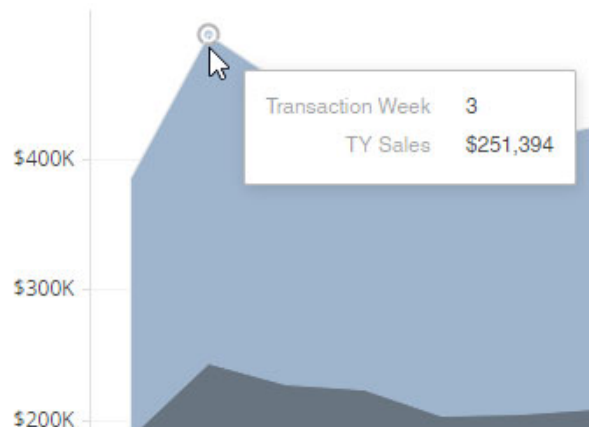 Transaction Week 3
TY Sales $251,394
$400K
$300K
$200K